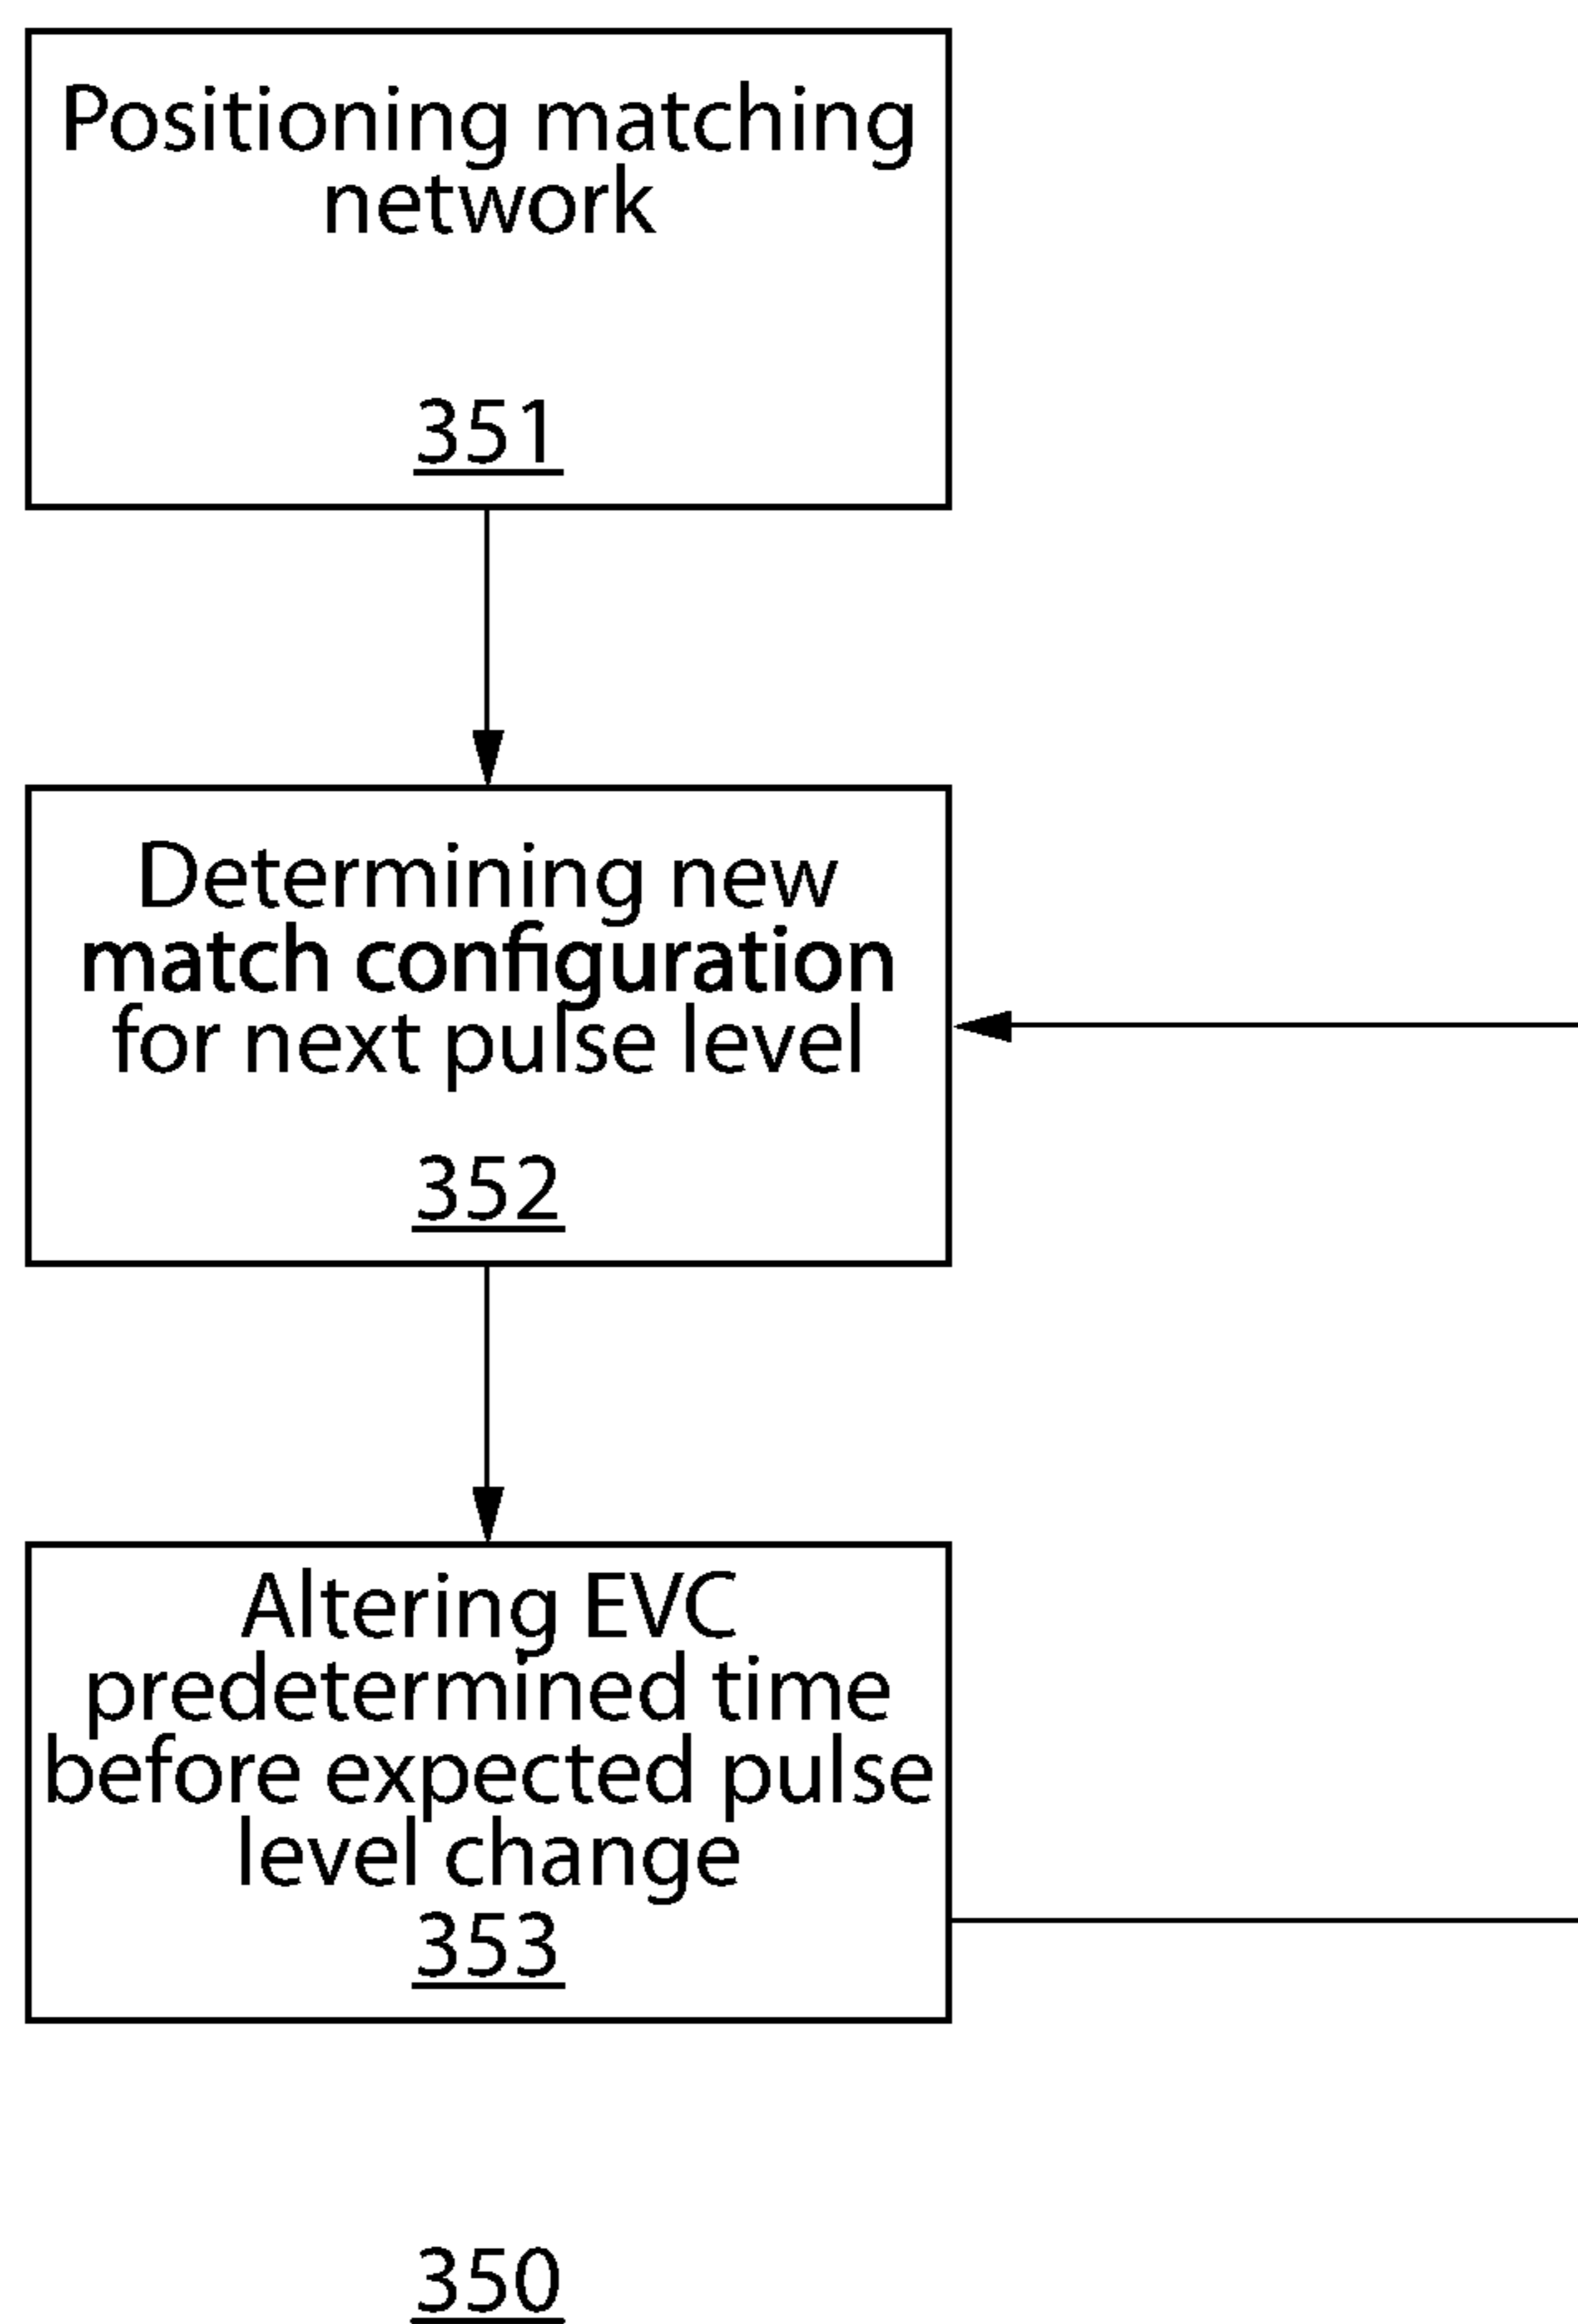 Positioning matching
network
351
Determining new
match configuration
for next pulse level
352
Altering EVC
predetermined time
before expected pulse
level change
353
350